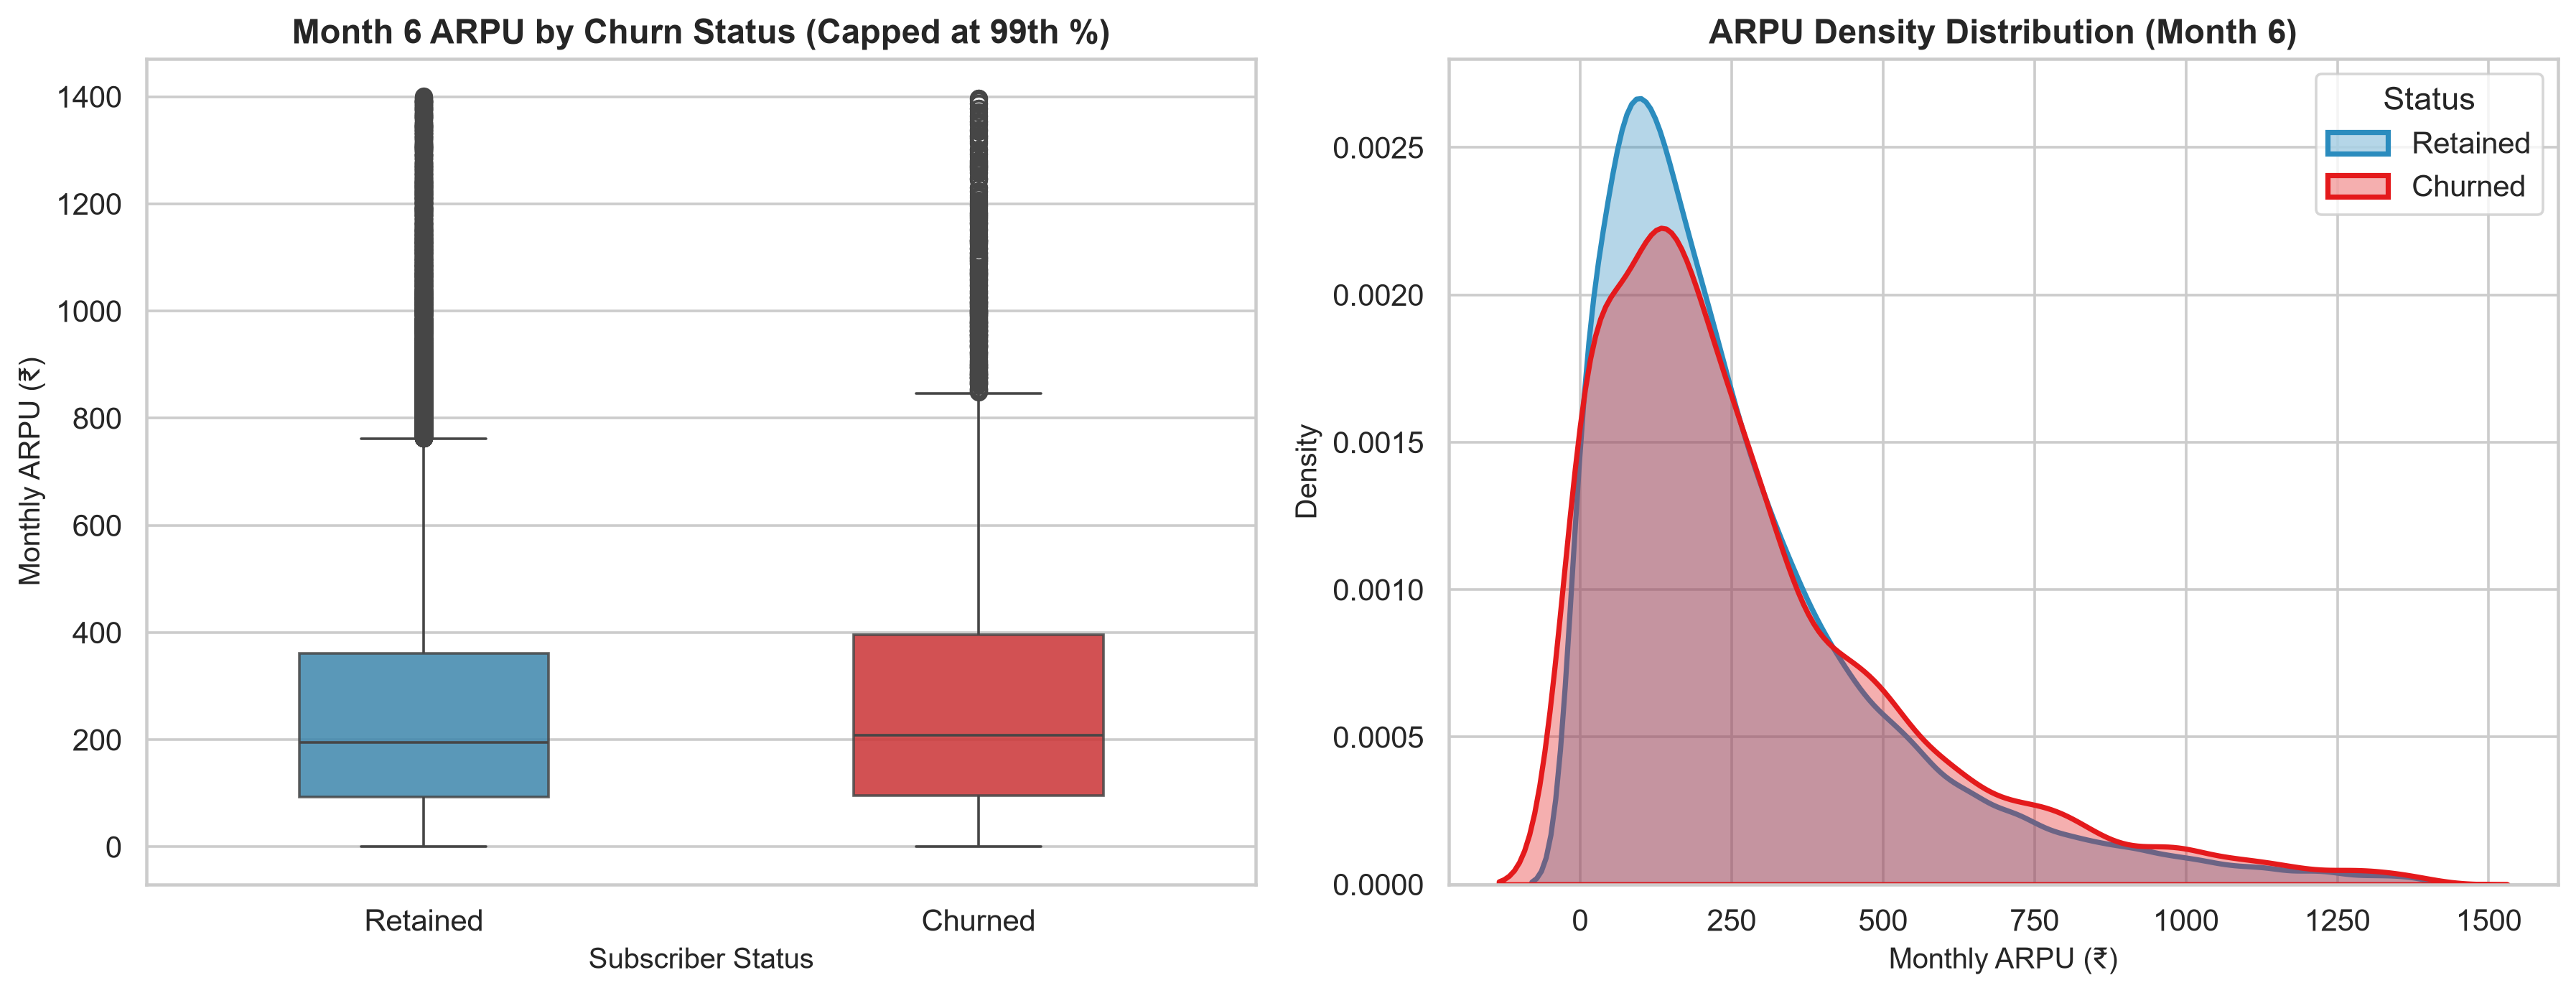 Month 6 ARPU by Churn Status (Capped at 99th %)
1400
1200
1000
800
600
400
200
0
Monthly ARPU (₹)
Retained
Churned
Subscriber Status
ARPU Density Distribution (Month 6)
Status
Retained
Churned
0.0025
0.0020
0.0015
0.0010
0.0005
0.0000
Density
0
250
500
750
1000
1250
1500
Monthly ARPU (₹)